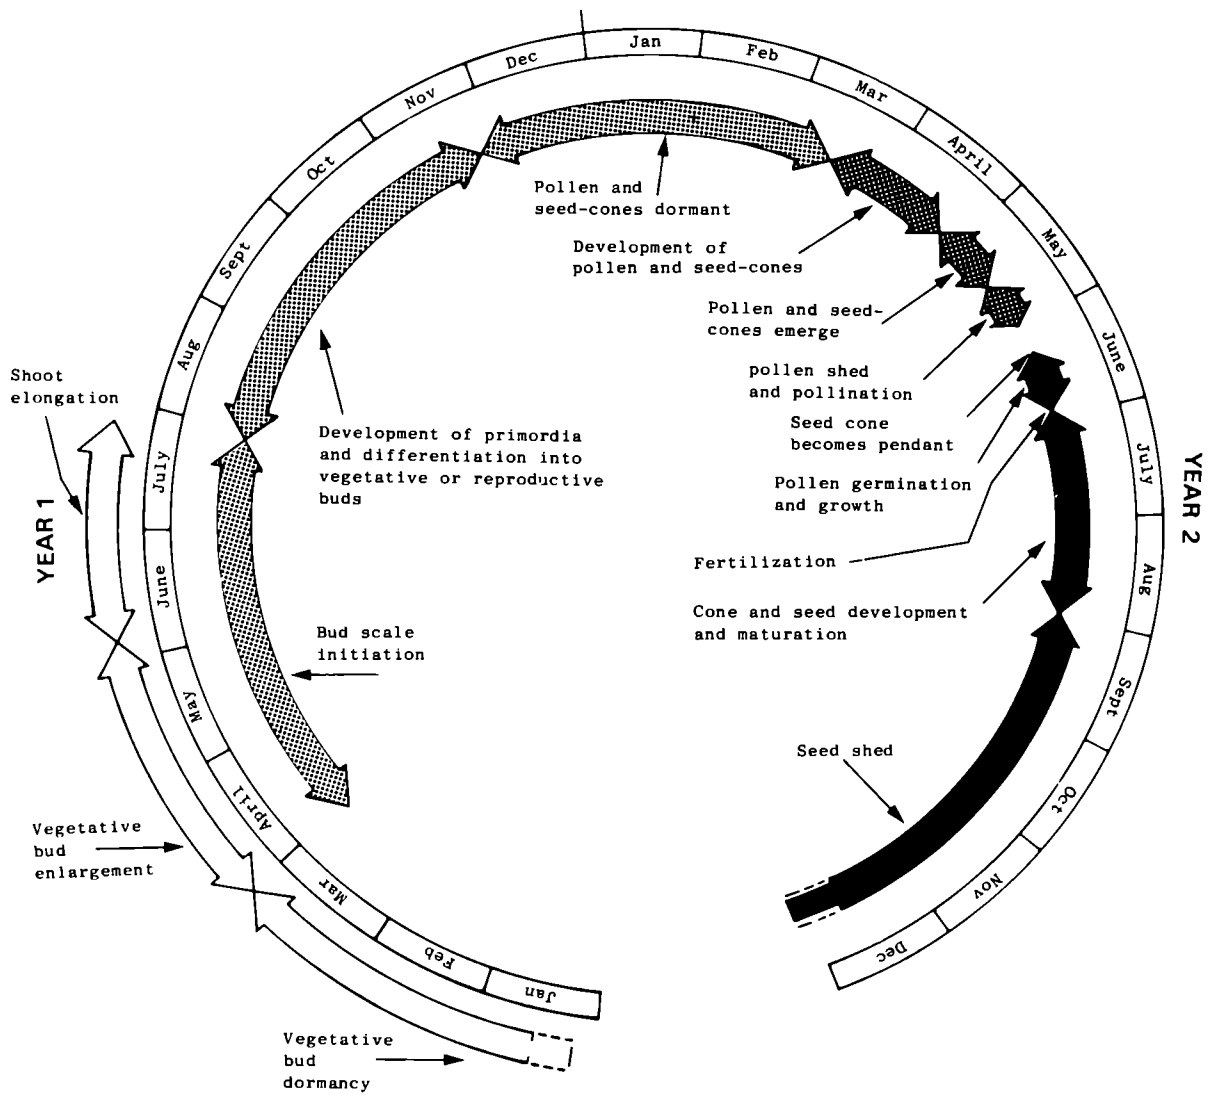 Jan
Feb
Mar
April
May
June
July
Aug
Sept
Oct
Nov
Dec
Jan
Feb
Mar
April
May
June
July
Aug
Sept
Oct
Nov
Dec
YEAR 1
YEAR 2
Shoot
elongation
Vegetative
bud
enlargement
Vegetative
bud
dormancy
Bud scale
initiation
Development of primordia
and differentiation into
vegetative or reproductive
buds
Pollen and
seed-cones dormant
Development of
pollen and seed-cones
Pollen and seed-
cones emerge
pollen shed
and pollination
Seed cone
becomes pendant
Pollen germination
and growth
Fertilization
Cone and seed development
and maturation
Seed shed